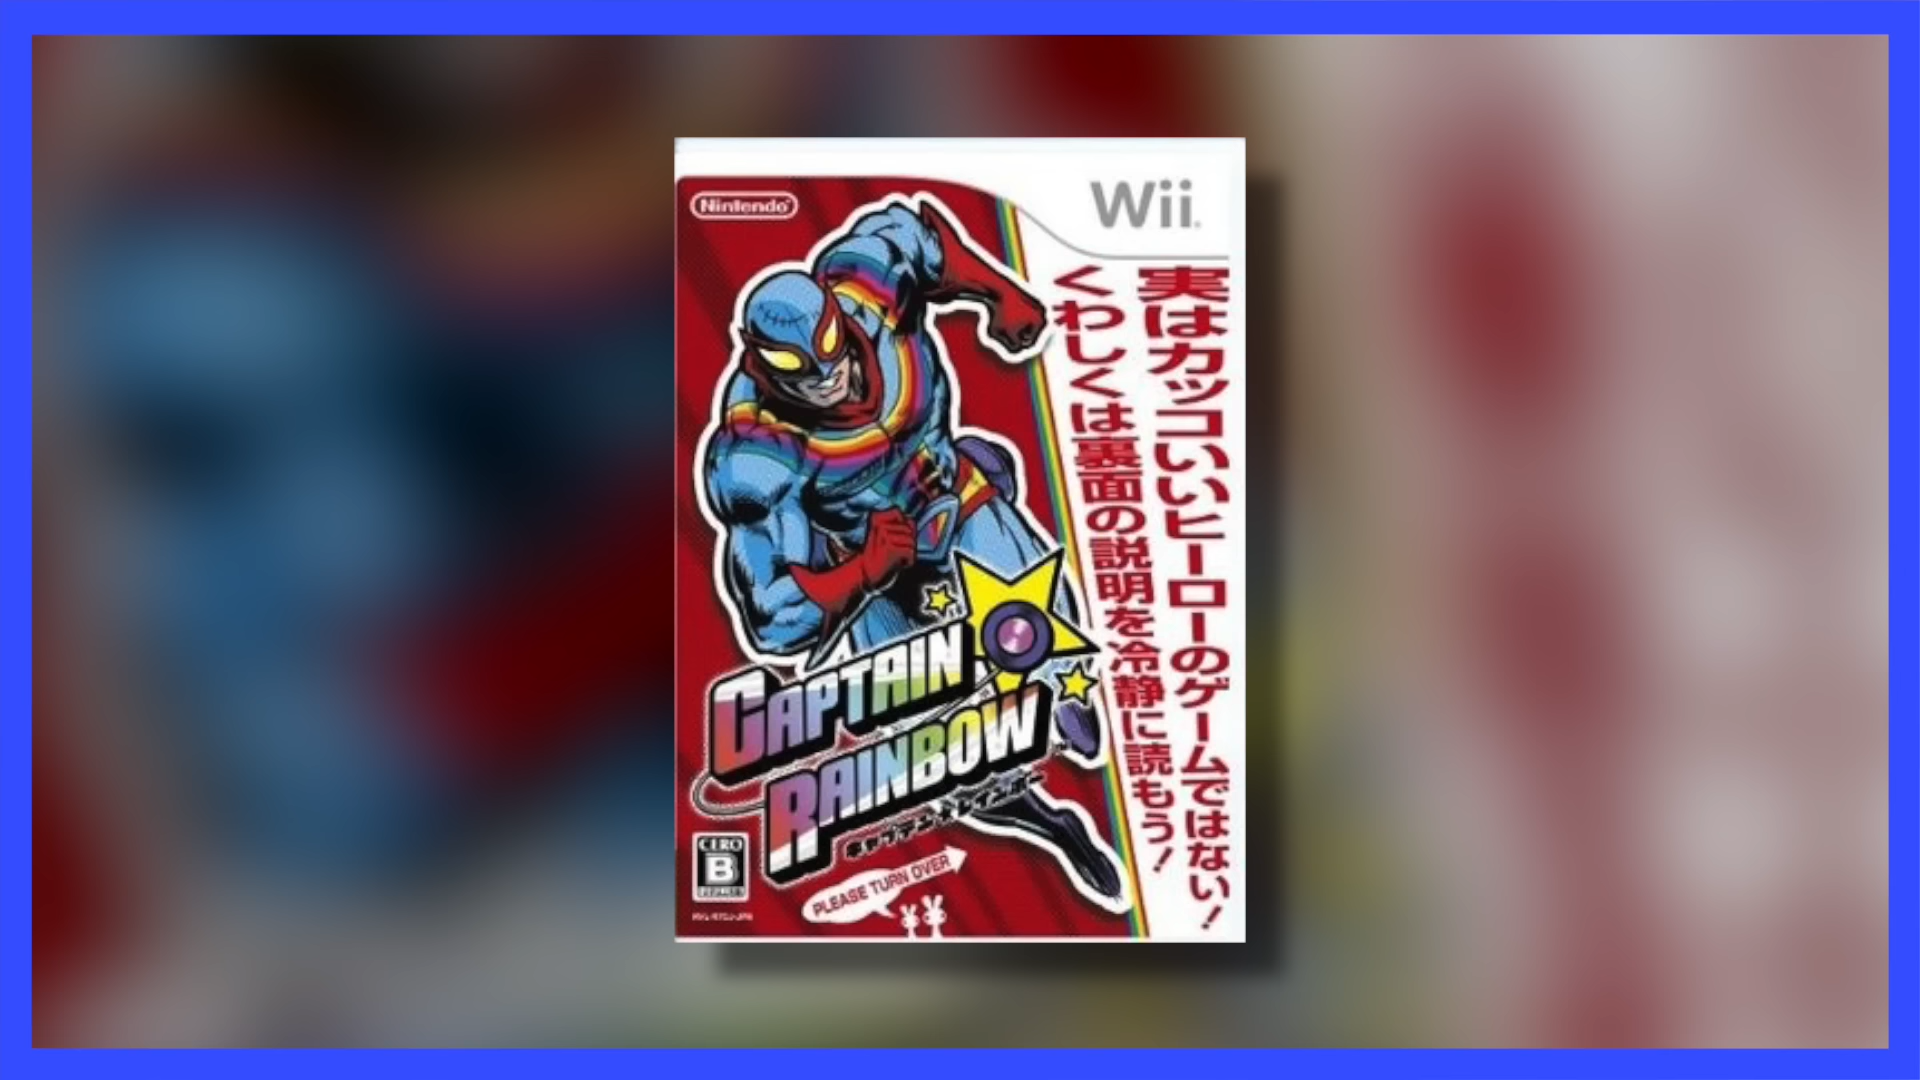 Nintendo
Wii
実はカッコいいヒーローのゲームではない!
くわしくは裏面の説明を冷静に読もう!
CAPTAIN
RAINBOW
キャプテン★レインボー
CERO
B
PLEASE TURN OVER